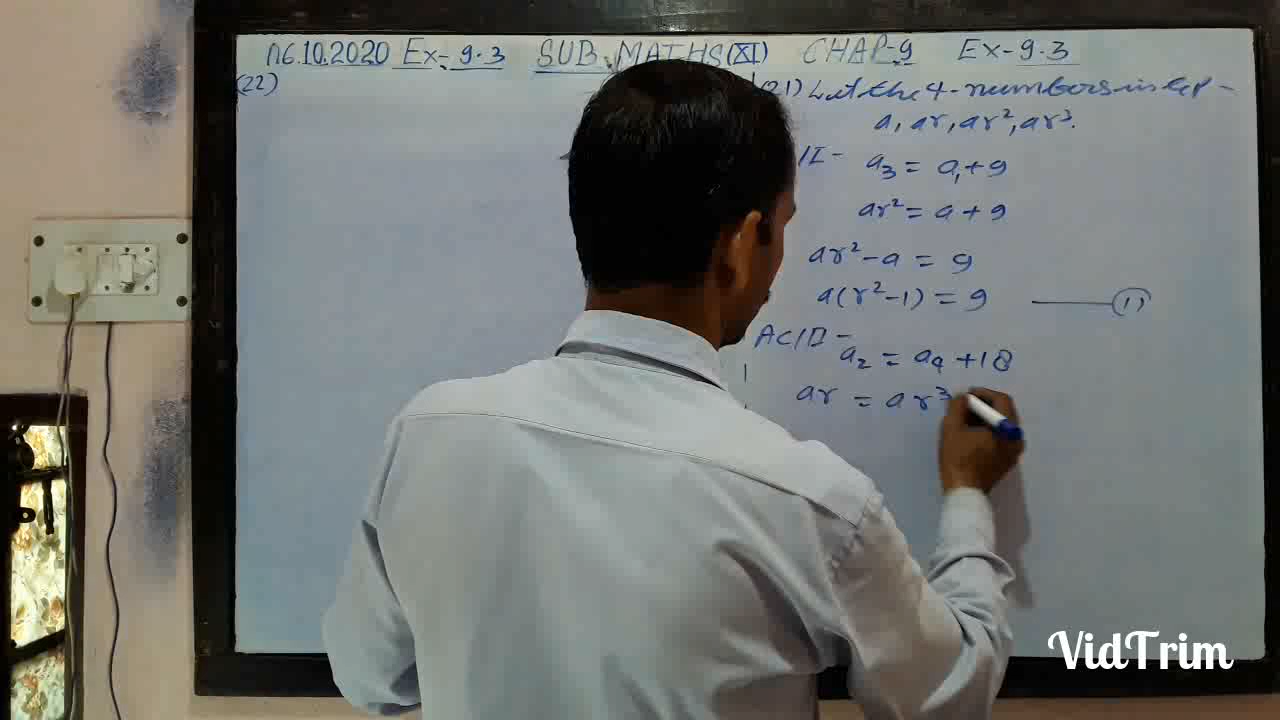 06.10.2020 Ex-9.3 SUB. MATHS(XI) CHAP-9 Ex-9.3
(22)
(21) Let the 4-numbers in GP-
a, ar, ar², ar³.
/I- a₃ = a₁+9
ar² = a+9
ar²-a = 9
a(r²-1) = 9 —— (1)
AC/II-
a₂ = a₄+18
ar = ar³
VidTrim